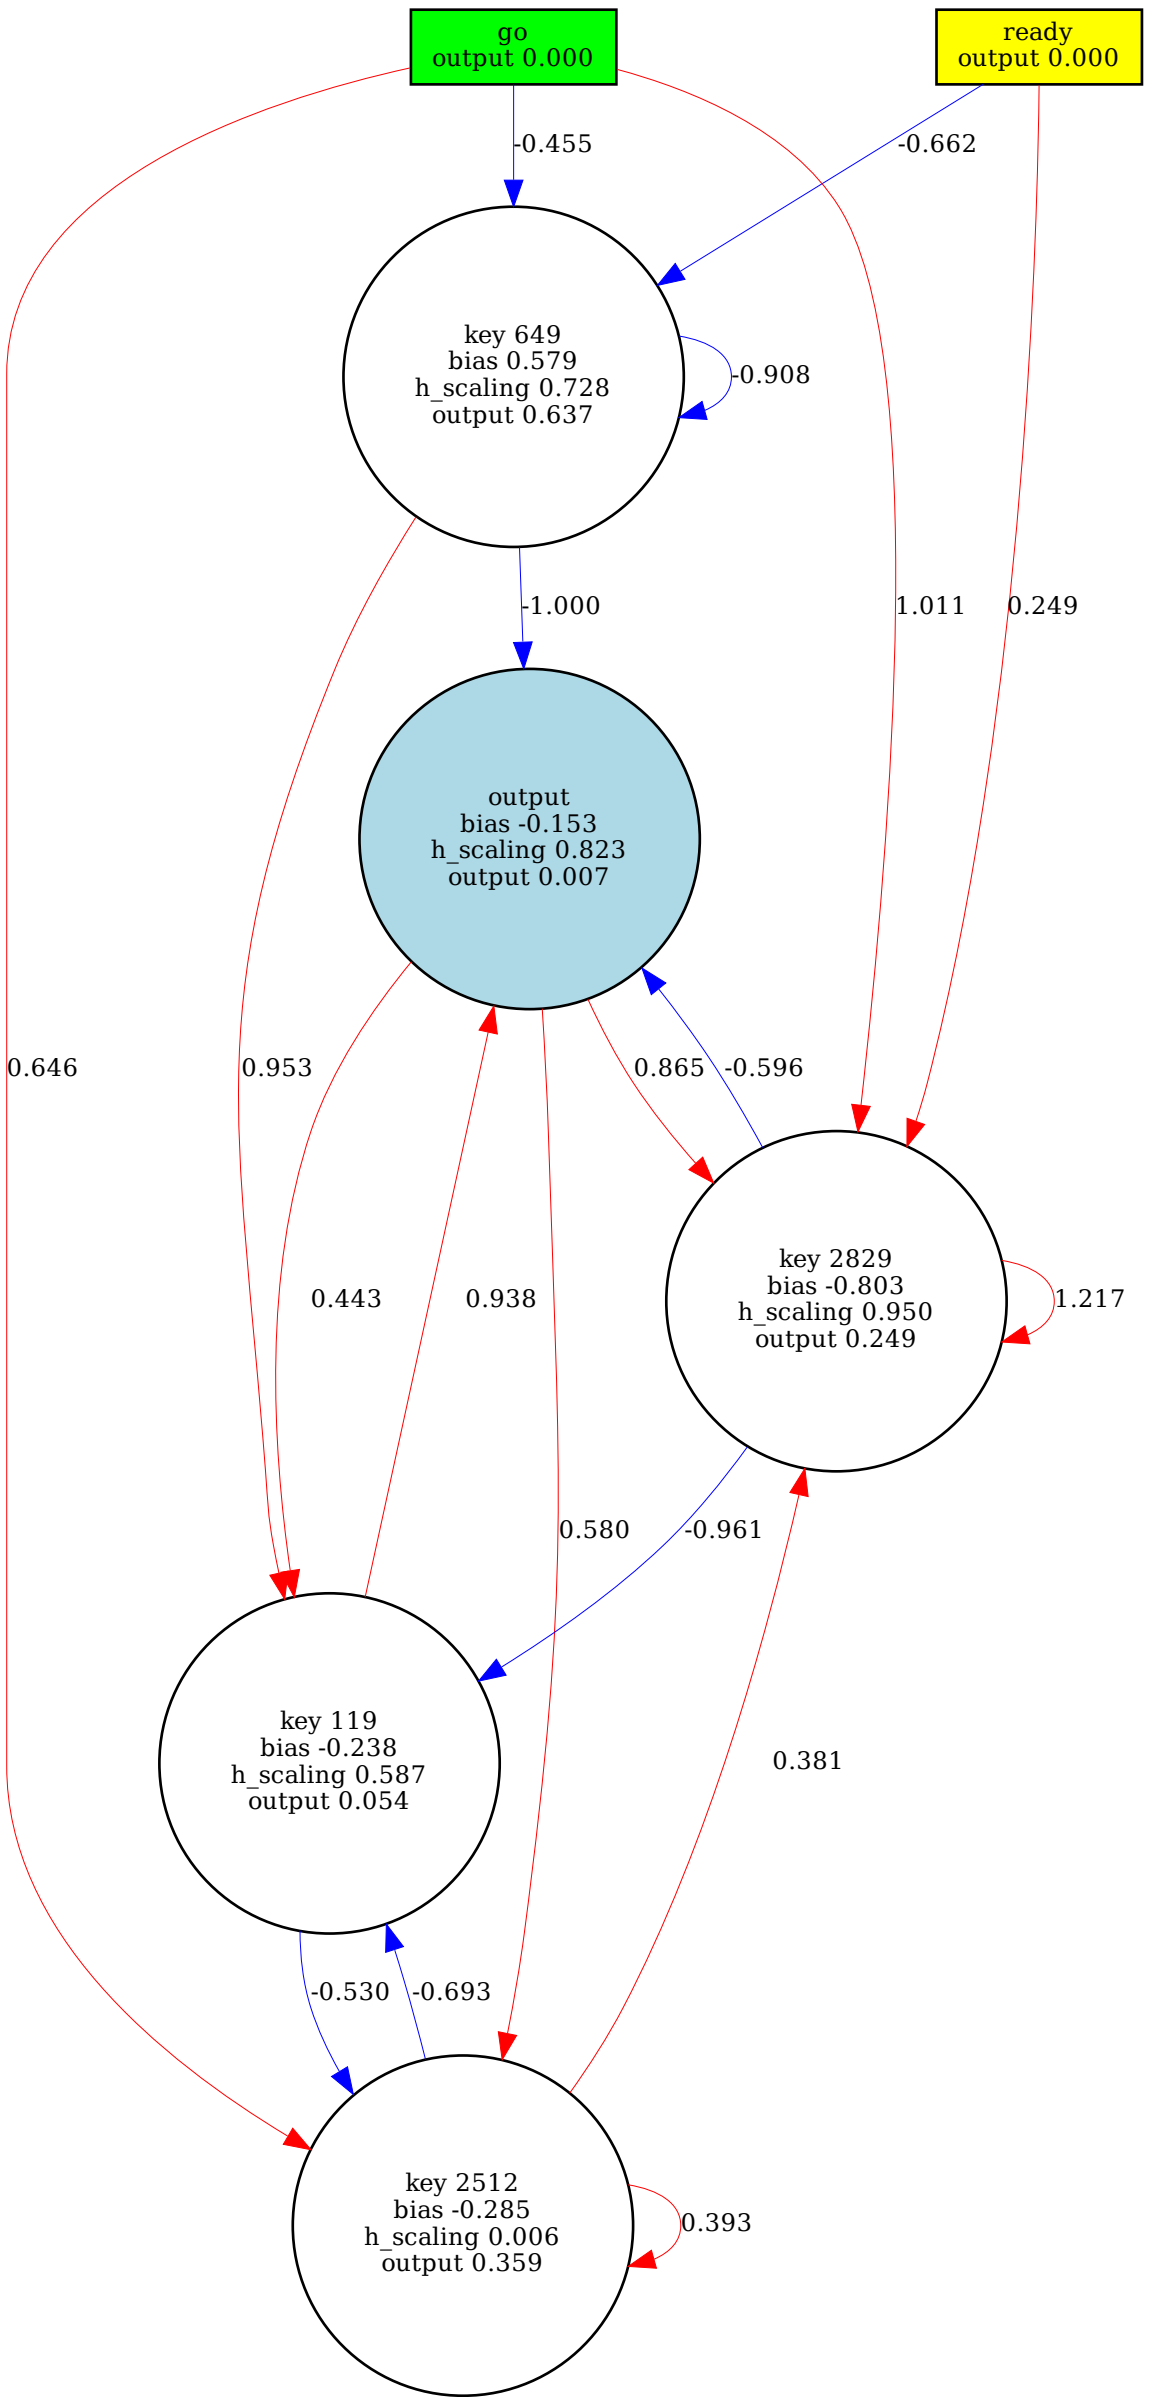 go
output 0.000
ready
output 0.000
-0.455
-0.662
key 649
bias 0.579
h_scaling 0.728
output 0.637
-0.908
-1.000
1.011
0.249
output
bias -0.153
h_scaling 0.823
output 0.007
0.646
0.953
0.865
-0.596
key 2829
bias -0.803
h_scaling 0.950
output 0.249
0.443
0.938
1.217
0.580
-0.961
key 119
bias -0.238
h_scaling 0.587
output 0.054
0.381
-0.530
-0.693
key 2512
bias -0.285
h_scaling 0.006
output 0.359
0.393